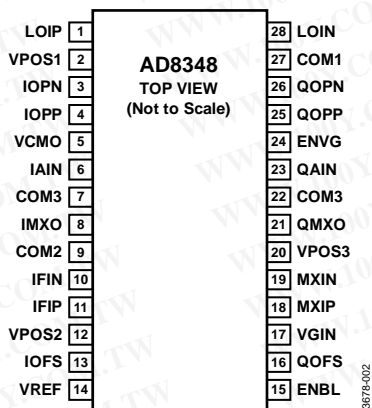 LOIP 1
VPOS1 2
IOPN 3
IOPP 4
VCMO 5
IAIN 6
COM3 7
IMXO 8
COM2 9
IFIN 10
IFIP 11
VPOS2 12
IOFS 13
VREF 14
AD8348
TOP VIEW
(Not to Scale)
28 LOIN
27 COM1
26 QOPN
25 QOPP
24 ENVG
23 QAIN
22 COM3
21 QMXO
20 VPOS3
19 MXIN
18 MXIP
17 VGIN
16 QOFS
15 ENBL
3678-002